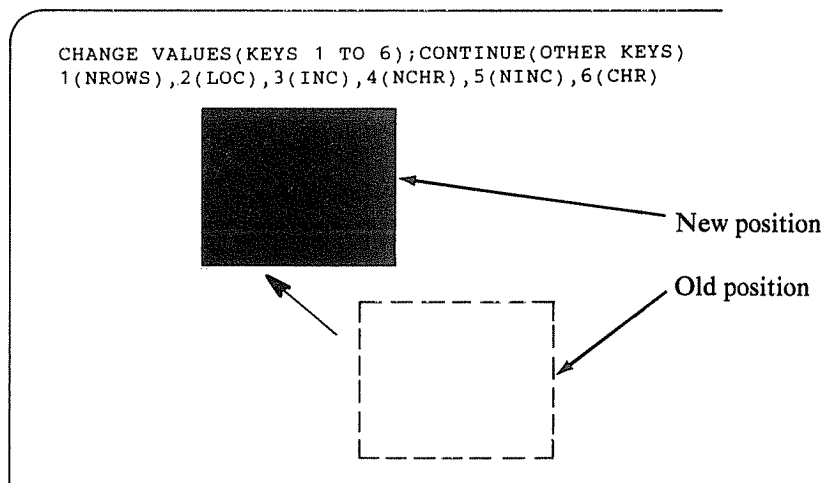 CHANGE VALUES(KEYS 1 TO 6);CONTINUE(OTHER KEYS)
1(NROWS),2(LOC),3(INC),4(NCHR),5(NINC),6(CHR)
New position
Old position